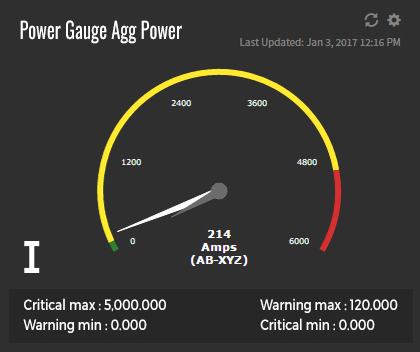 Power Gauge Agg Power
Last Updated: Jan 3, 2017 12:16 PM
2400
3600
1200
4800
0
6000
214
Amps
(AB-XYZ)
I
Critical max : 5,000.000
Warning max : 120.000
Warning min : 0.000
Critical min : 0.000